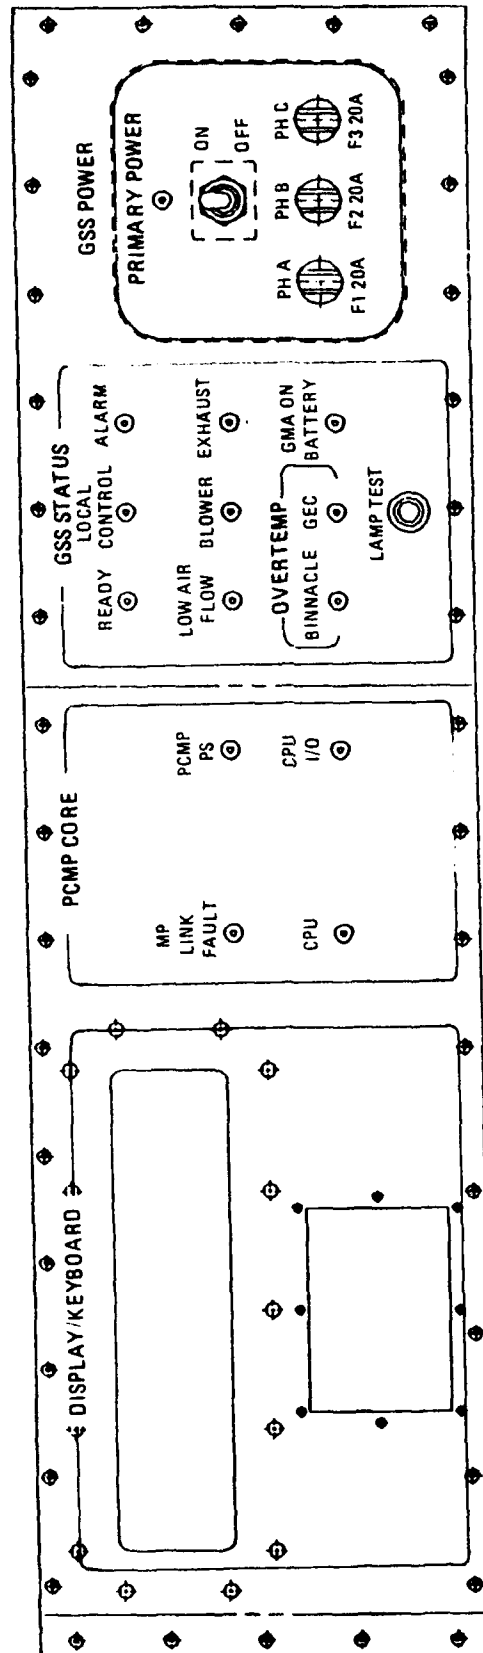 DISPLAY/KEYBOARD
PCMP CORE
MP
LINK
FAULT
PCMP
PS
CPU
CPU
I/O
GSS STATUS
READY
LOCAL
CONTROL
ALARM
LOW AIR
FLOW
BLOWER
EXHAUST
OVERTEMP
BINNACLE
GEC
GMA ON
BATTERY
LAMP TEST
GSS POWER
PRIMARY POWER
ON
OFF
PH A
PH B
PH C
F1 20A
F2 20A
F3 20A